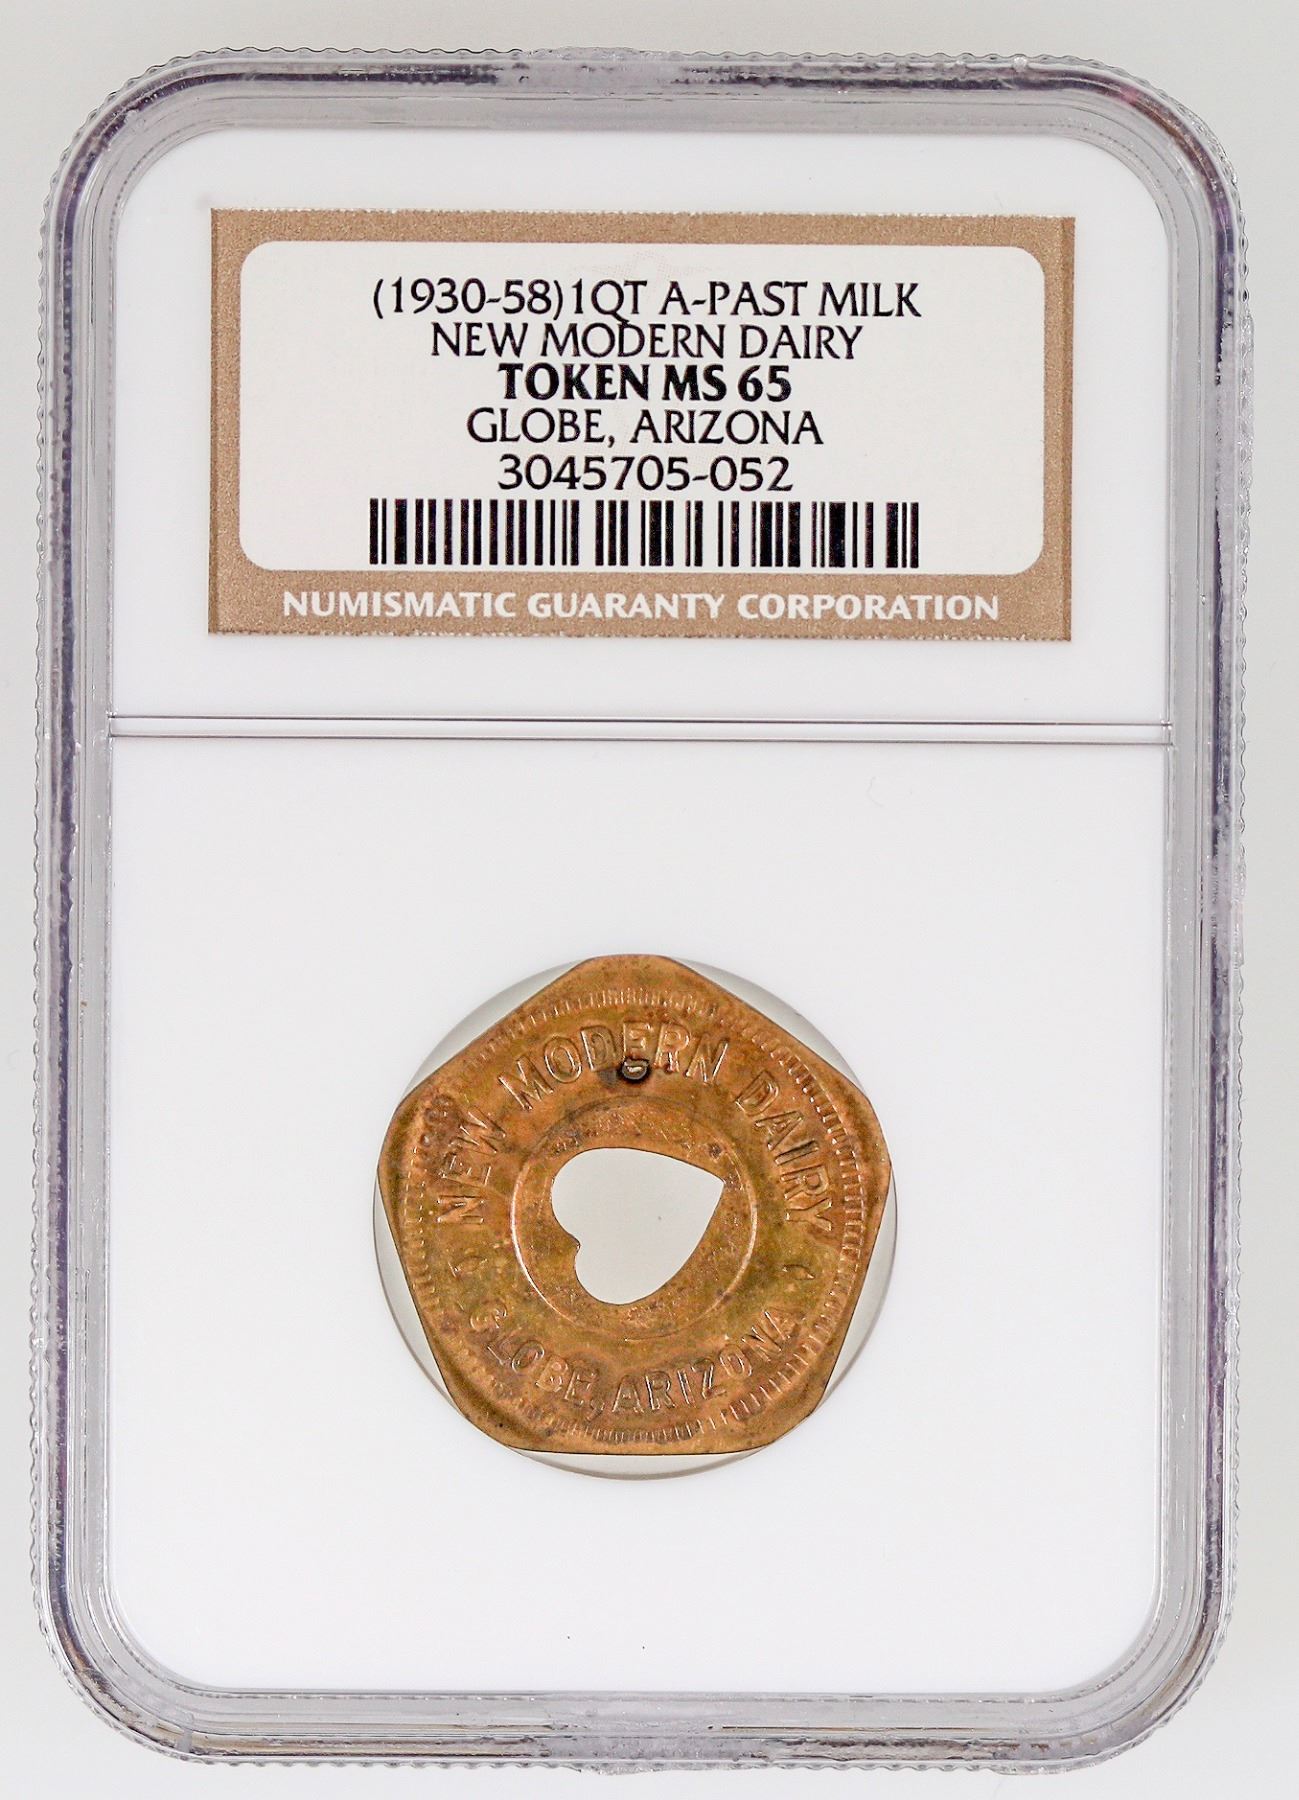 (1930-58)1QT A-PAST MILK
NEW MODERN DAIRY
TOKEN MS 65
GLOBE, ARIZONA
3045705-052
NUMISMATIC GUARANTY CORPORATION
NEW MODERN DAIRY
GLOBE, ARIZONA